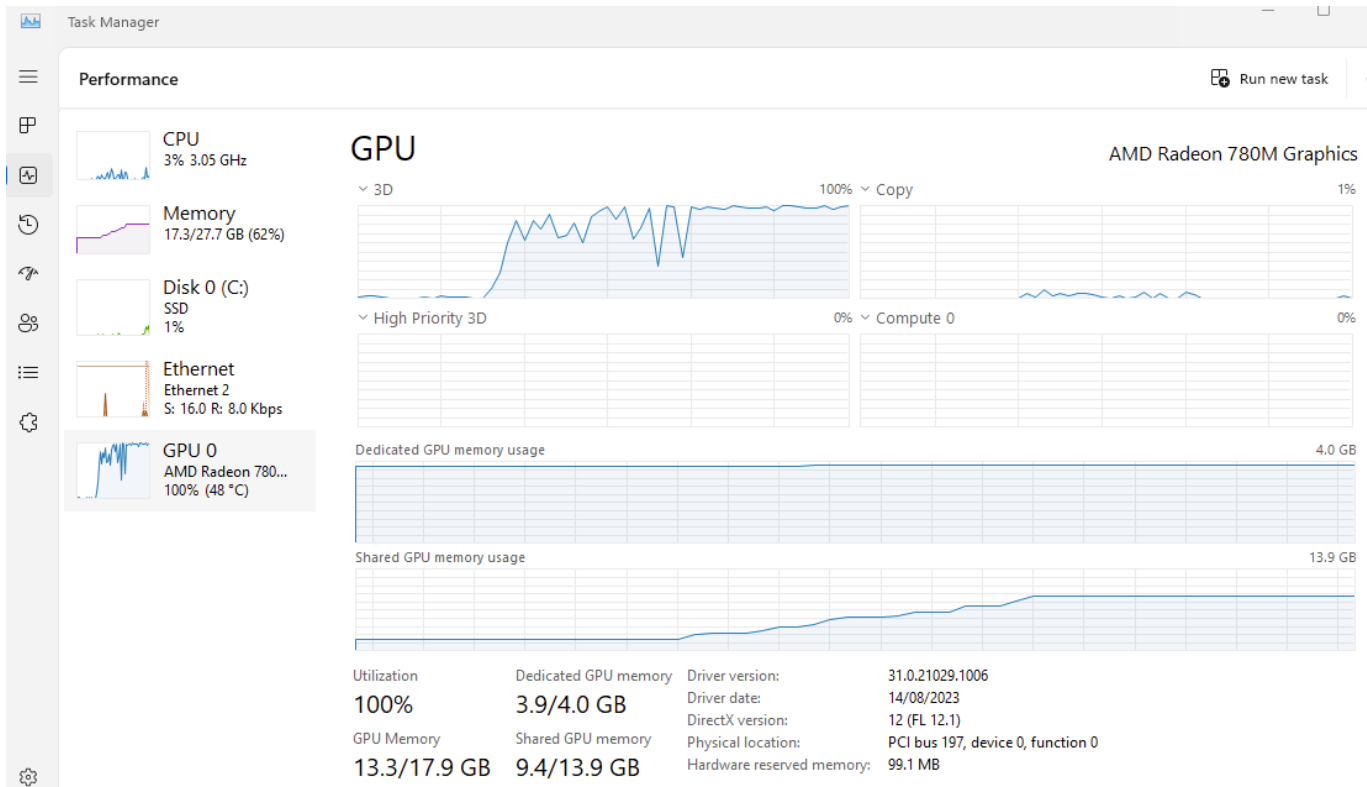 Task Manager
Performance
Run new task
CPU
3% 3.05 GHz
Memory
17.3/27.7 GB (62%)
Disk 0 (C:)
SSD
1%
Ethernet
Ethernet 2
S: 16.0 R: 8.0 Kbps
GPU 0
AMD Radeon 780...
100% (48 °C)
GPU
AMD Radeon 780M Graphics
3D 100%
Copy 1%
High Priority 3D 0%
Compute 0 0%
Dedicated GPU memory usage 4.0 GB
Shared GPU memory usage 13.9 GB
Utilization
100%
Dedicated GPU memory
3.9/4.0 GB
GPU Memory
13.3/17.9 GB
Shared GPU memory
9.4/13.9 GB
Driver version: 31.0.21029.1006
Driver date: 14/08/2023
DirectX version: 12 (FL 12.1)
Physical location: PCI bus 197, device 0, function 0
Hardware reserved memory: 99.1 MB